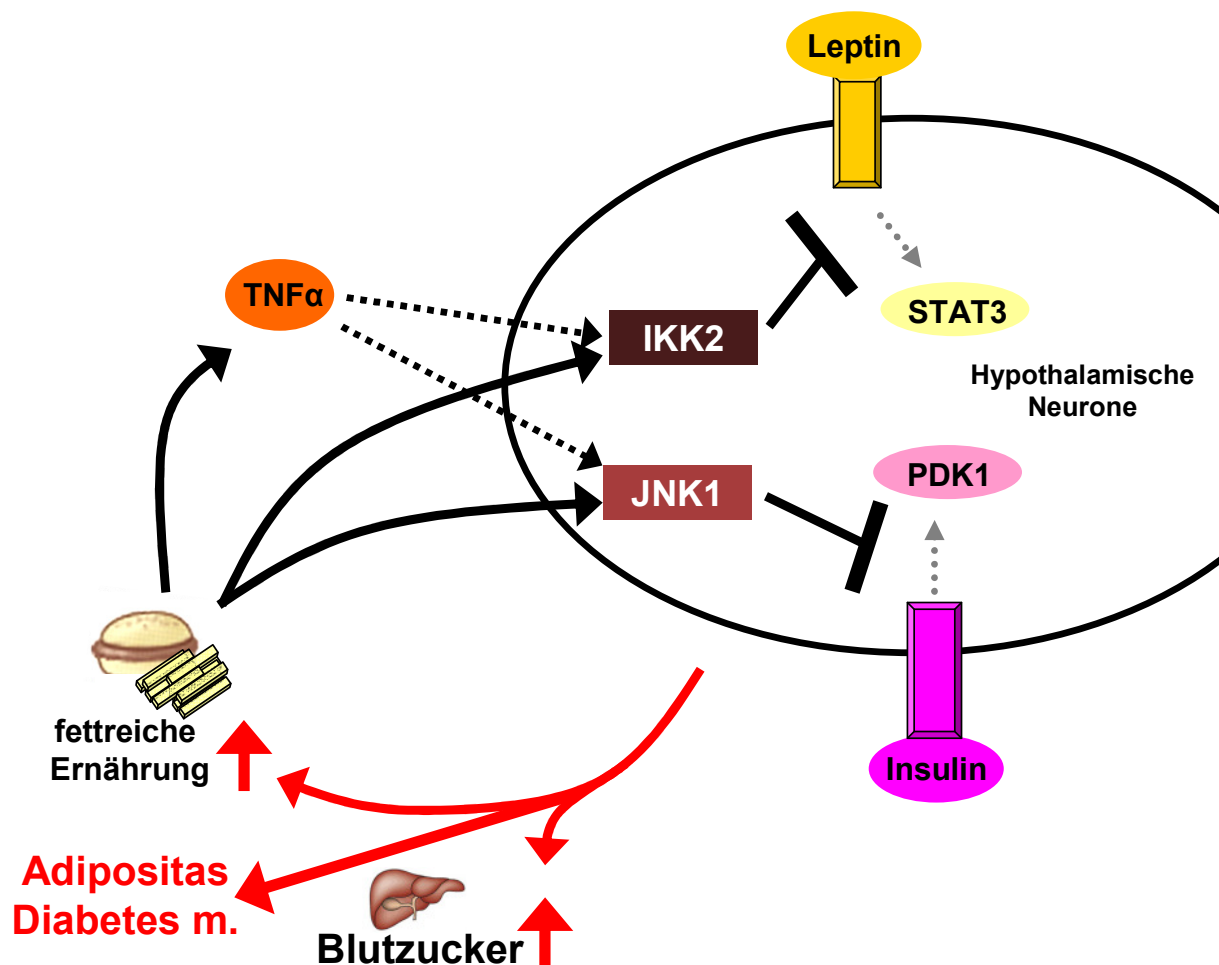 Leptin
TNFα
IKK2
STAT3
Hypothalamische
Neurone
JNK1
PDK1
fettreiche
Ernährung
Insulin
Adipositas
Diabetes m.
Blutzucker